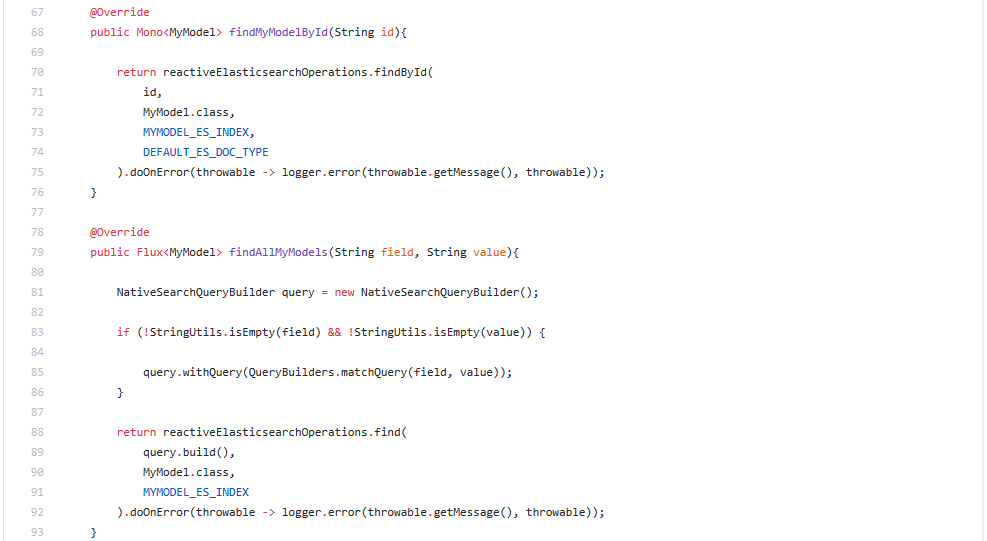 67 @Override
68 public Mono<MyModel> findMyModelById(String id){
69
70 return reactiveElasticsearchOperations.findById(
71 id,
72 MyModel.class,
73 MYMODEL_ES_INDEX,
74 DEFAULT_ES_DOC_TYPE
75 ).doOnError(throwable -> logger.error(throwable.getMessage(), throwable));
76 }
77
78 @Override
79 public Flux<MyModel> findAllMyModels(String field, String value){
80
81 NativeSearchQueryBuilder query = new NativeSearchQueryBuilder();
82
83 if (!StringUtils.isEmpty(field) && !StringUtils.isEmpty(value)) {
84
85 query.withQuery(QueryBuilders.matchQuery(field, value));
86 }
87
88 return reactiveElasticsearchOperations.find(
89 query.build(),
90 MyModel.class,
91 MYMODEL_ES_INDEX
92 ).doOnError(throwable -> logger.error(throwable.getMessage(), throwable));
93 }